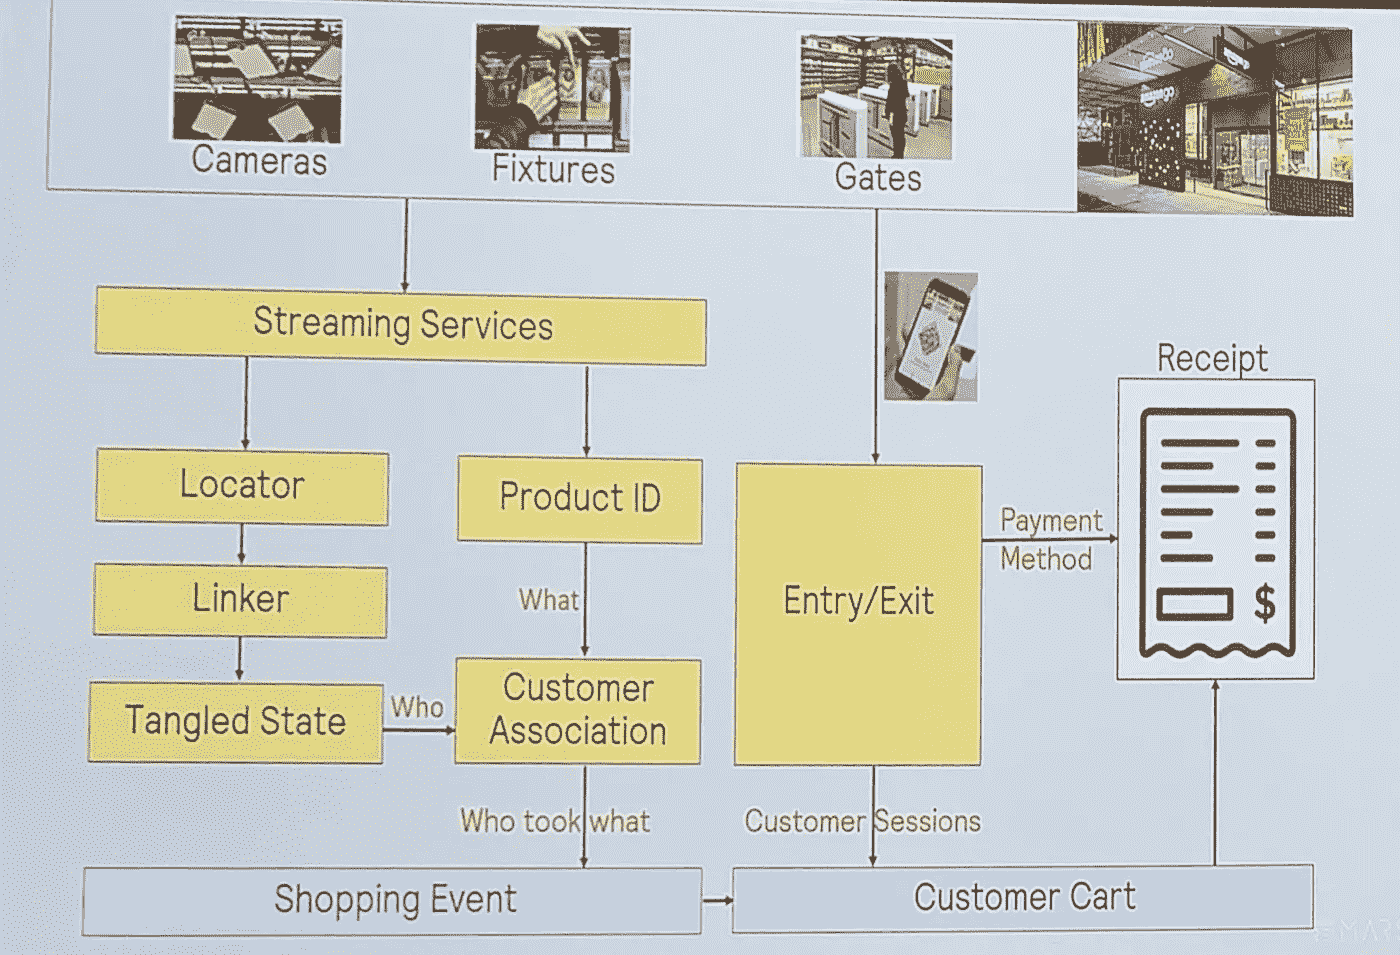 Cameras
Fixtures
Gates
Streaming Services
Receipt
Locator
Product ID
Payment
Method
Linker
What
Entry/Exit
Customer
Association
Tangled State
Who
Who took what
Customer Sessions
Shopping Event
Customer Cart
$